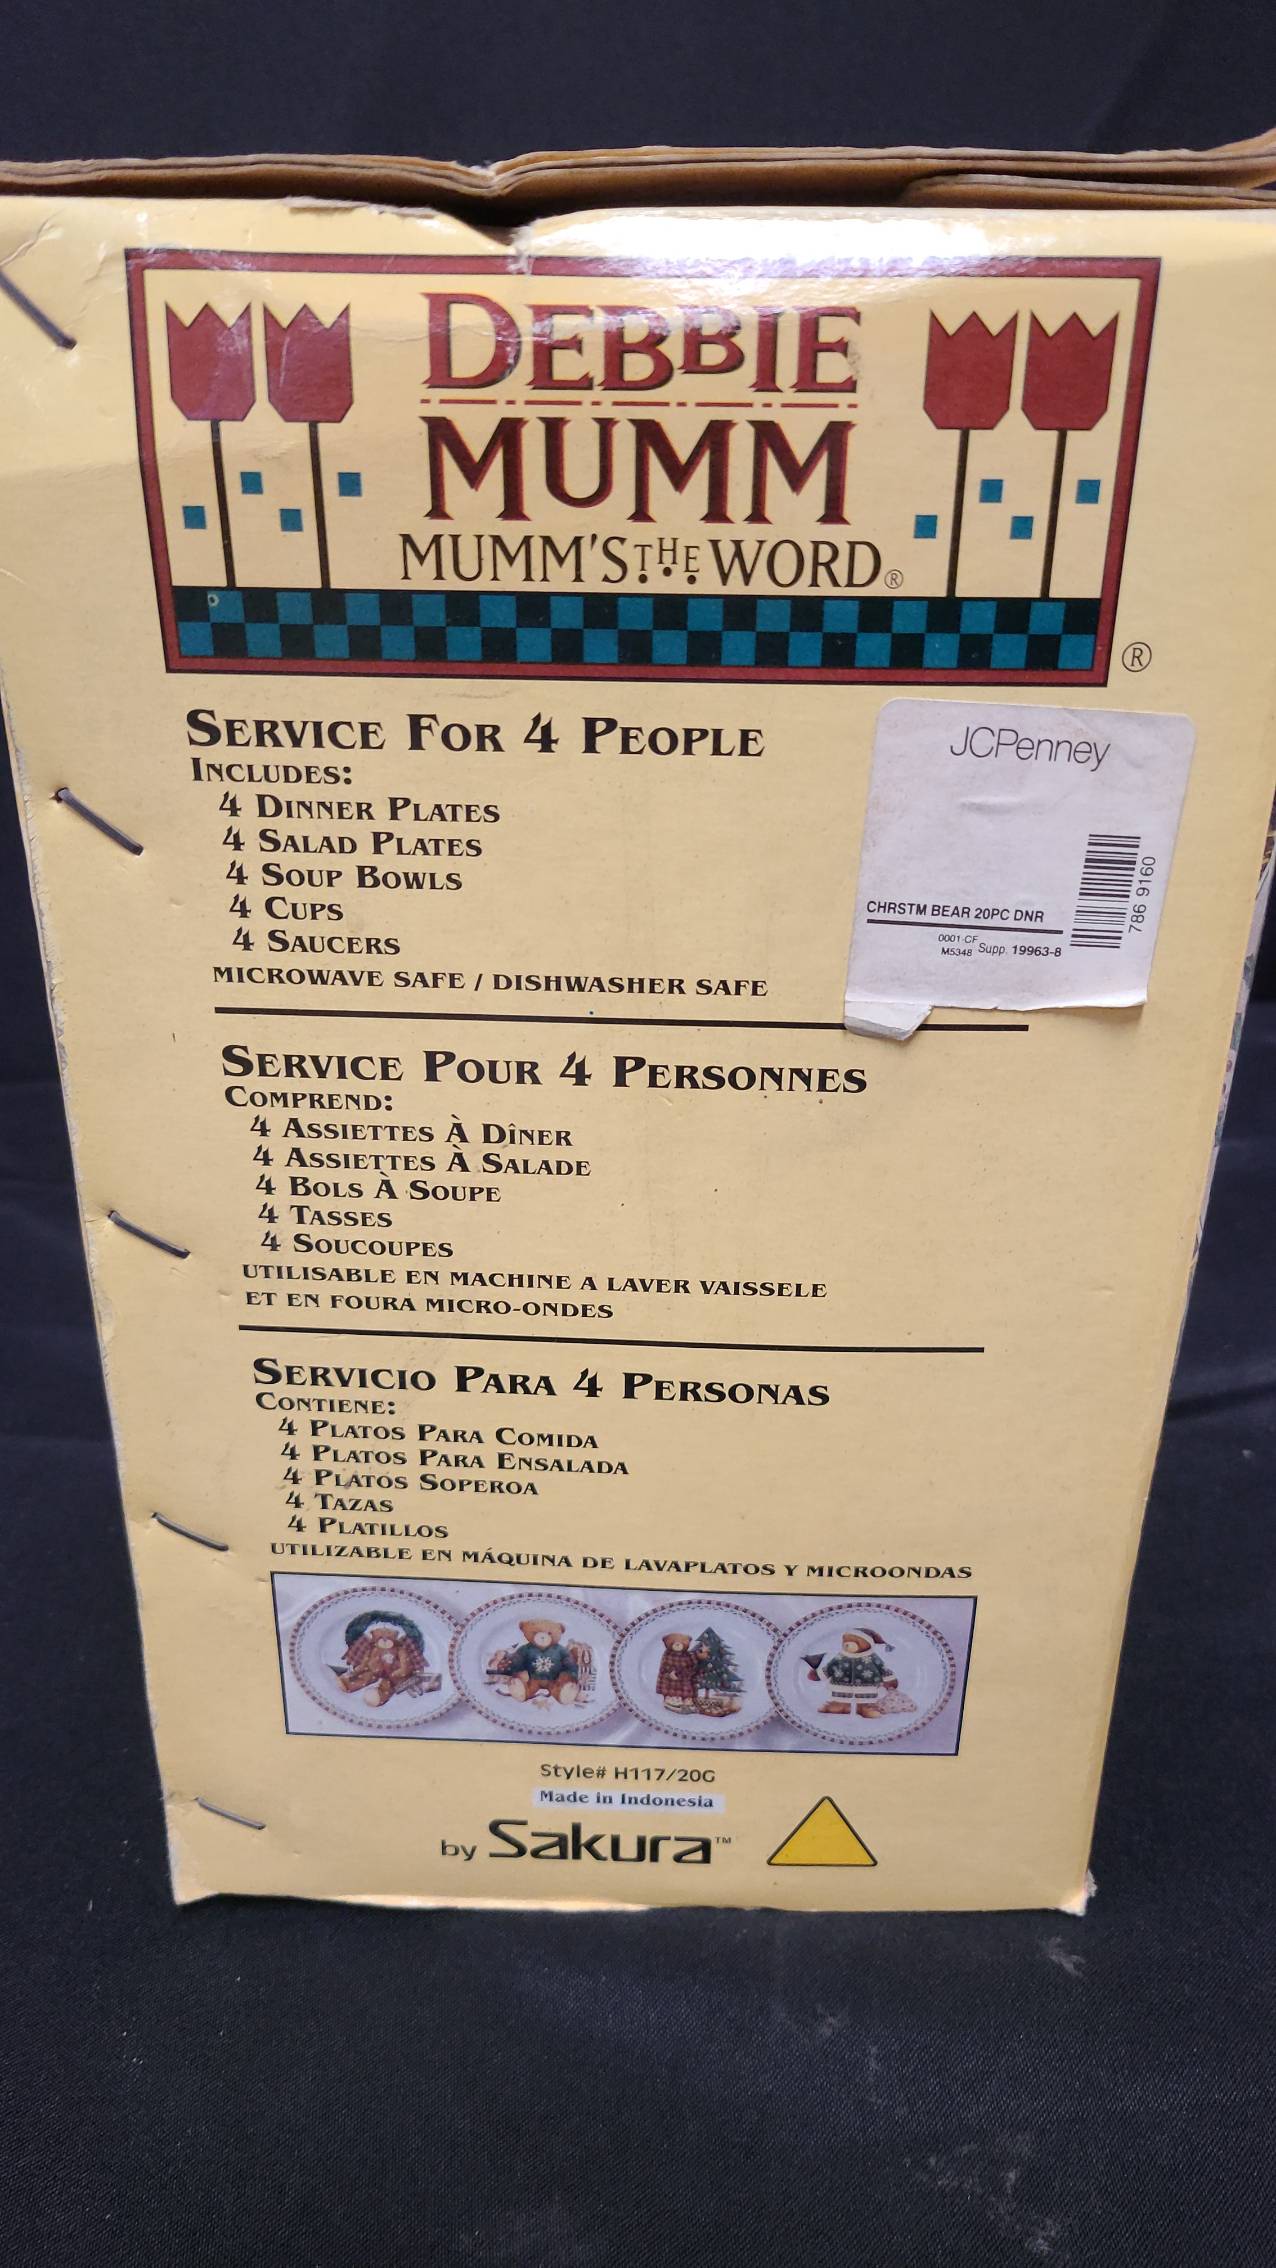 DEBBIE
MUMM
MUMM'S THE WORD®
®
SERVICE FOR 4 PEOPLE
INCLUDES:
4 DINNER PLATES
4 SALAD PLATES
4 SOUP BOWLS
4 CUPS
4 SAUCERS
MICROWAVE SAFE / DISHWASHER SAFE
JCPenney
786 9160
CHRSTM BEAR 20PC DNR
0001 CF
M5348 Supp. 19963-8
SERVICE POUR 4 PERSONNES
COMPREND:
4 ASSIETTES À DÎNER
4 ASSIETTES À SALADE
4 BOLS À SOUPE
4 TASSES
4 SOUCOUPES
UTILISABLE EN MACHINE A LAVER VAISSELE
ET EN FOURA MICRO-ONDES
SERVICIO PARA 4 PERSONAS
CONTIENE:
4 PLATOS PARA COMIDA
4 PLATOS PARA ENSALADA
4 PLATOS SOPEROA
4 TAZAS
4 PLATILLOS
UTILIZABLE EN MÁQUINA DE LAVAPLATOS Y MICROONDAS
Style# H117/20G
Made in Indonesia
by Sakura™